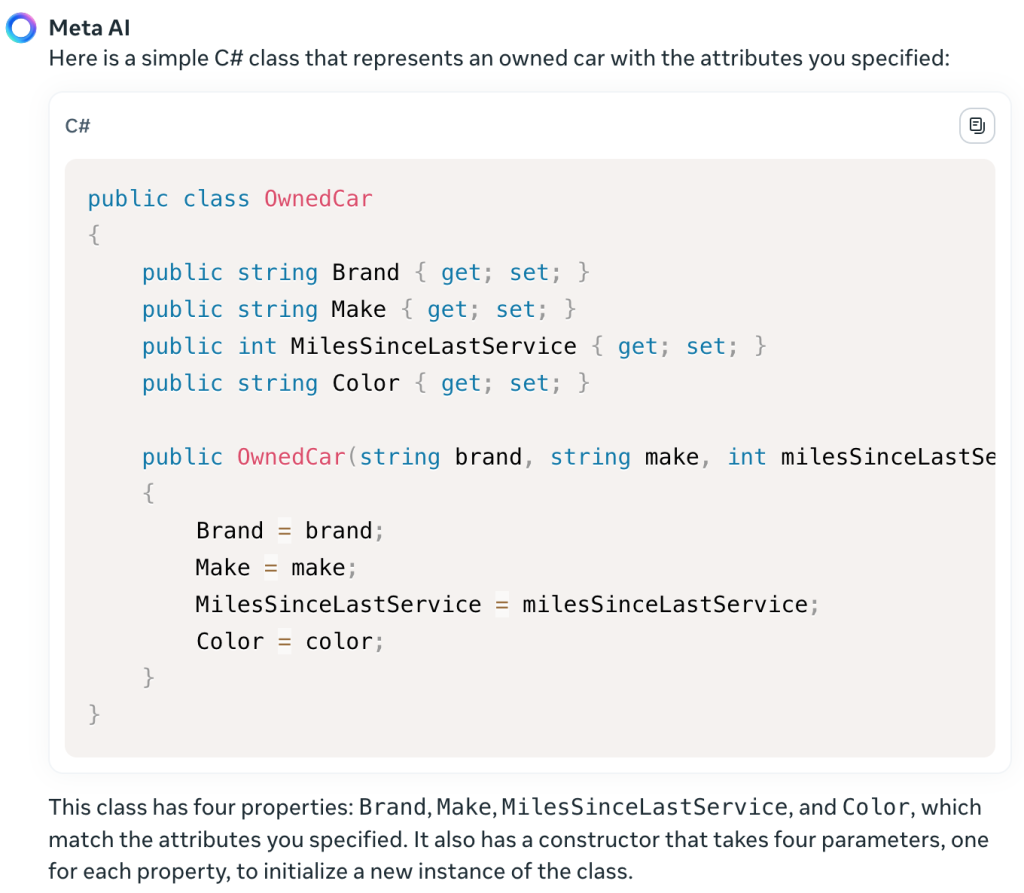 Meta AI
Here is a simple C# class that represents an owned car with the attributes you specified:
C#
public class OwnedCar
{
    public string Brand { get; set; }
    public string Make { get; set; }
    public int MilesSinceLastService { get; set; }
    public string Color { get; set; }
    public OwnedCar(string brand, string make, int milesSinceLastSe
    {
        Brand = brand;
        Make = make;
        MilesSinceLastService = milesSinceLastService;
        Color = color;
    }
}
This class has four properties: Brand, Make, MilesSinceLastService, and Color, which
match the attributes you specified. It also has a constructor that takes four parameters, one
for each property, to initialize a new instance of the class.